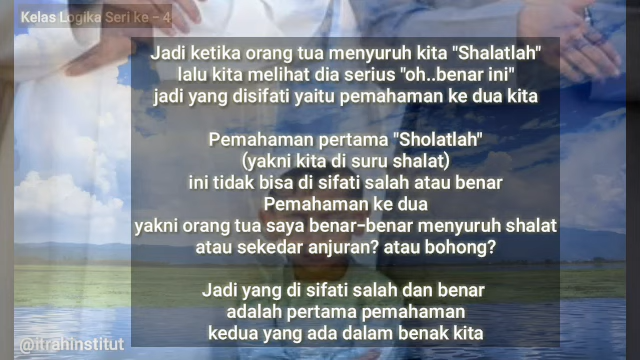 Kelas Logika Seri ke - 4
Jadi ketika orang tua menyuruh kita "Shalatlah"
lalu kita melihat dia serius "oh..benar ini"
jadi yang disifati yaitu pemahaman ke dua kita
Pemahaman pertama "Sholatlah"
(yakni kita di suru shalat)
ini tidak bisa di sifati salah atau benar
Pemahaman ke dua
yakni orang tua saya benar-benar menyuruh shalat
atau sekedar anjuran? atau bohong?
Jadi yang di sifati salah dan benar
adalah pertama pemahaman
kedua yang ada dalam benak kita
@itrahinstitut